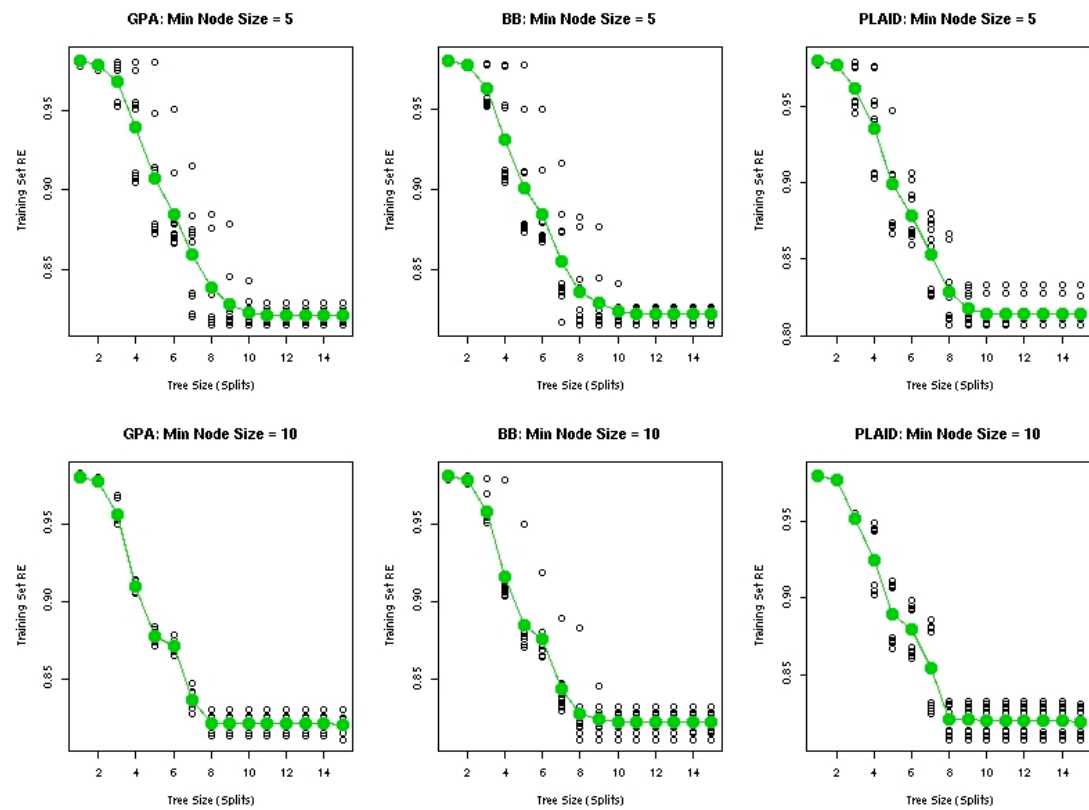 GPA: Min Node Size = 5
Training Set RE
0.95
0.90
0.85
2 4 6 8 10 12 14
Tree Size (Splits)
BB: Min Node Size = 5
Training Set RE
0.95
0.90
0.85
2 4 6 8 10 12 14
Tree Size (Splits)
PLAID: Min Node Size = 5
Training Set RE
0.95
0.90
0.85
0.80
2 4 6 8 10 12 14
Tree Size (Splits)
GPA: Min Node Size = 10
Training Set RE
0.95
0.90
0.85
2 4 6 8 10 12 14
Tree Size (Splits)
BB: Min Node Size = 10
Training Set RE
0.95
0.90
0.85
2 4 6 8 10 12 14
Tree Size (Splits)
PLAID: Min Node Size = 10
Training Set RE
0.95
0.90
0.85
2 4 6 8 10 12 14
Tree Size (Splits)